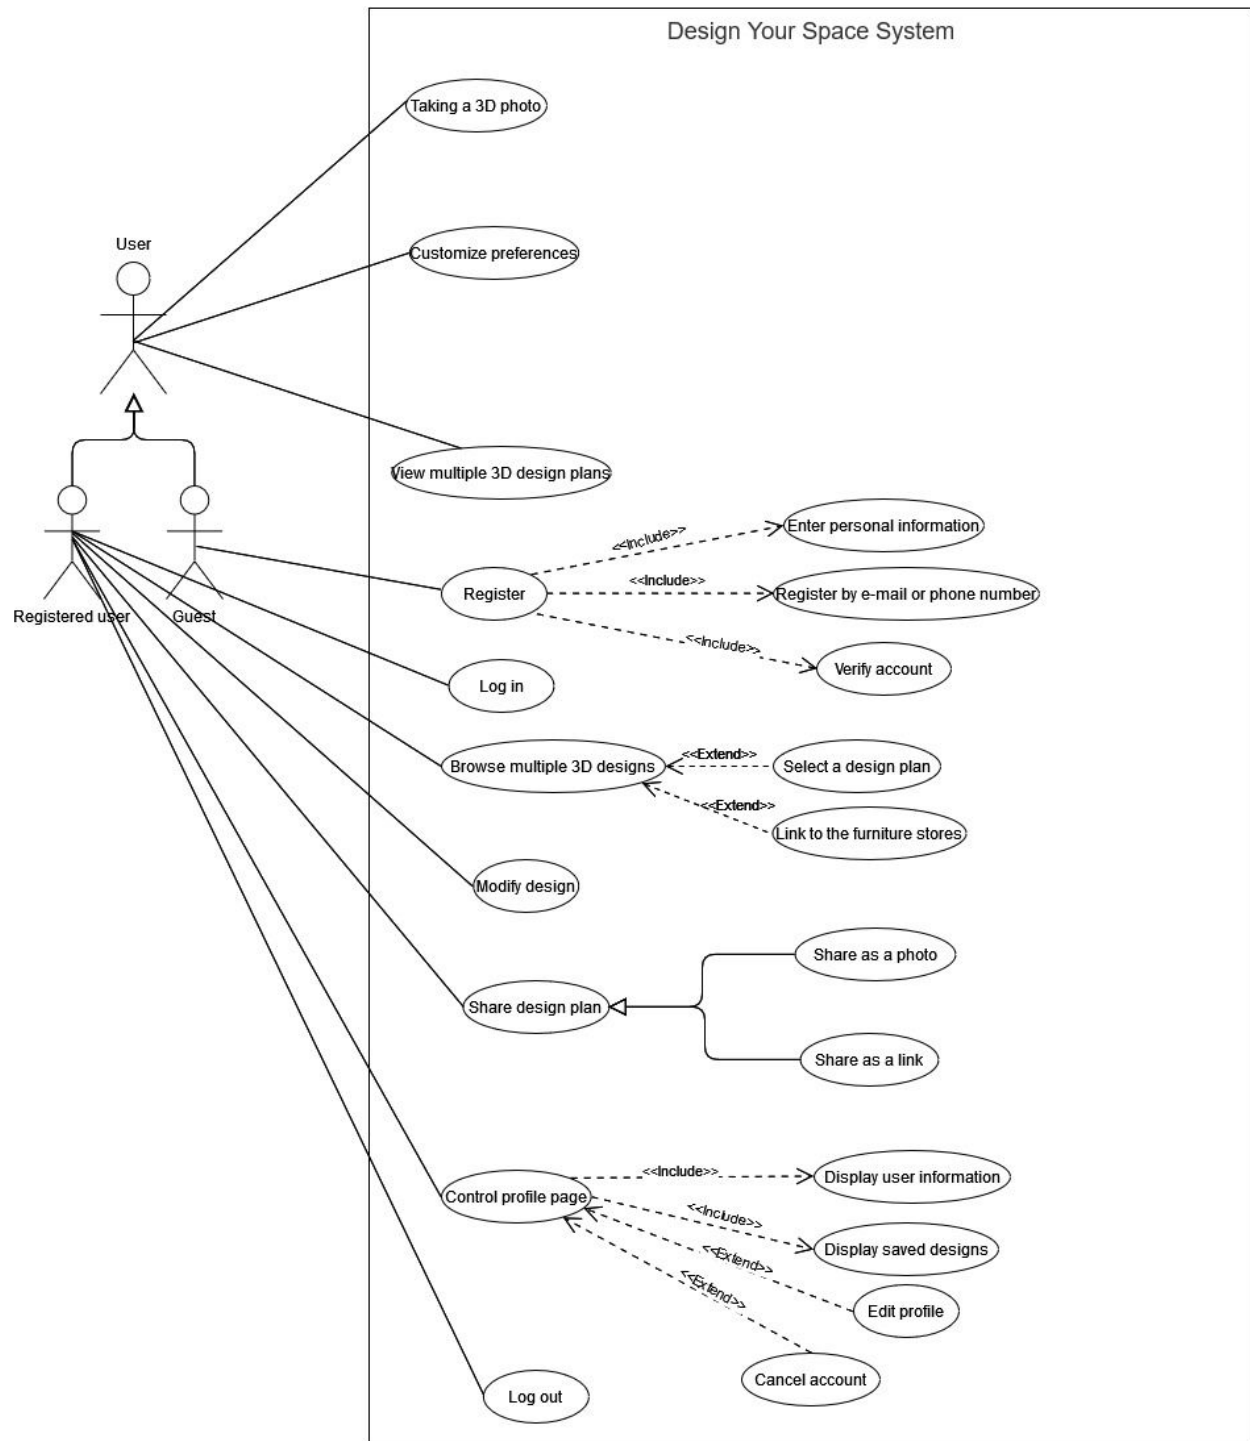 Design Your Space System
Taking a 3D photo
User
Customize preferences
View multiple 3D design plans
Registered user
Guest
Register
<<Include>>
Enter personal information
<<Include>>
Register by e-mail or phone number
<<Include>>
Verify account
Log in
Browse multiple 3D designs
<<Extend>>
Select a design plan
<<Extend>>
Link to the furniture stores
Modify design
Share design plan
Share as a photo
Share as a link
Control profile page
<<Include>>
Display user information
<<Include>>
Display saved designs
<<Extend>>
Edit profile
<<Extend>>
Cancel account
Log out